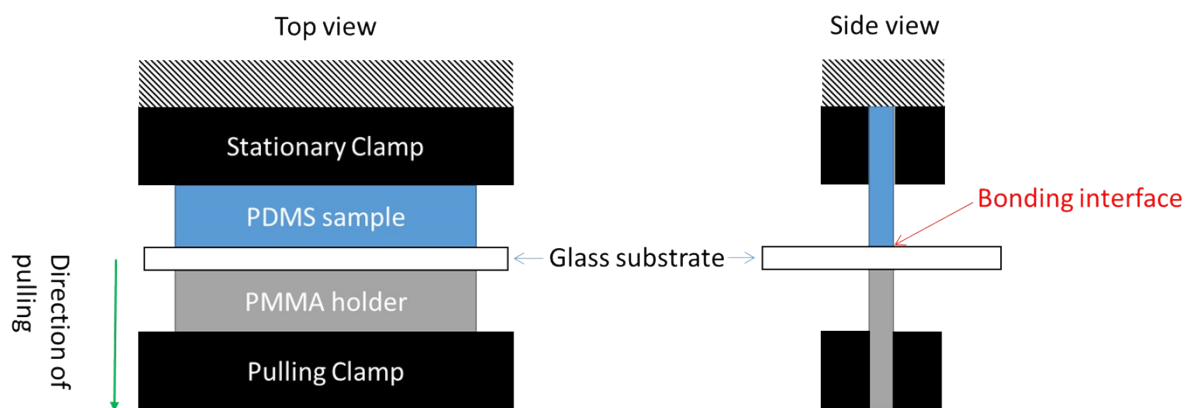 Top view
Side view
Stationary Clamp
PDMS sample
Bonding interface
Glass substrate
Direction of
pulling
PMMA holder
Pulling Clamp